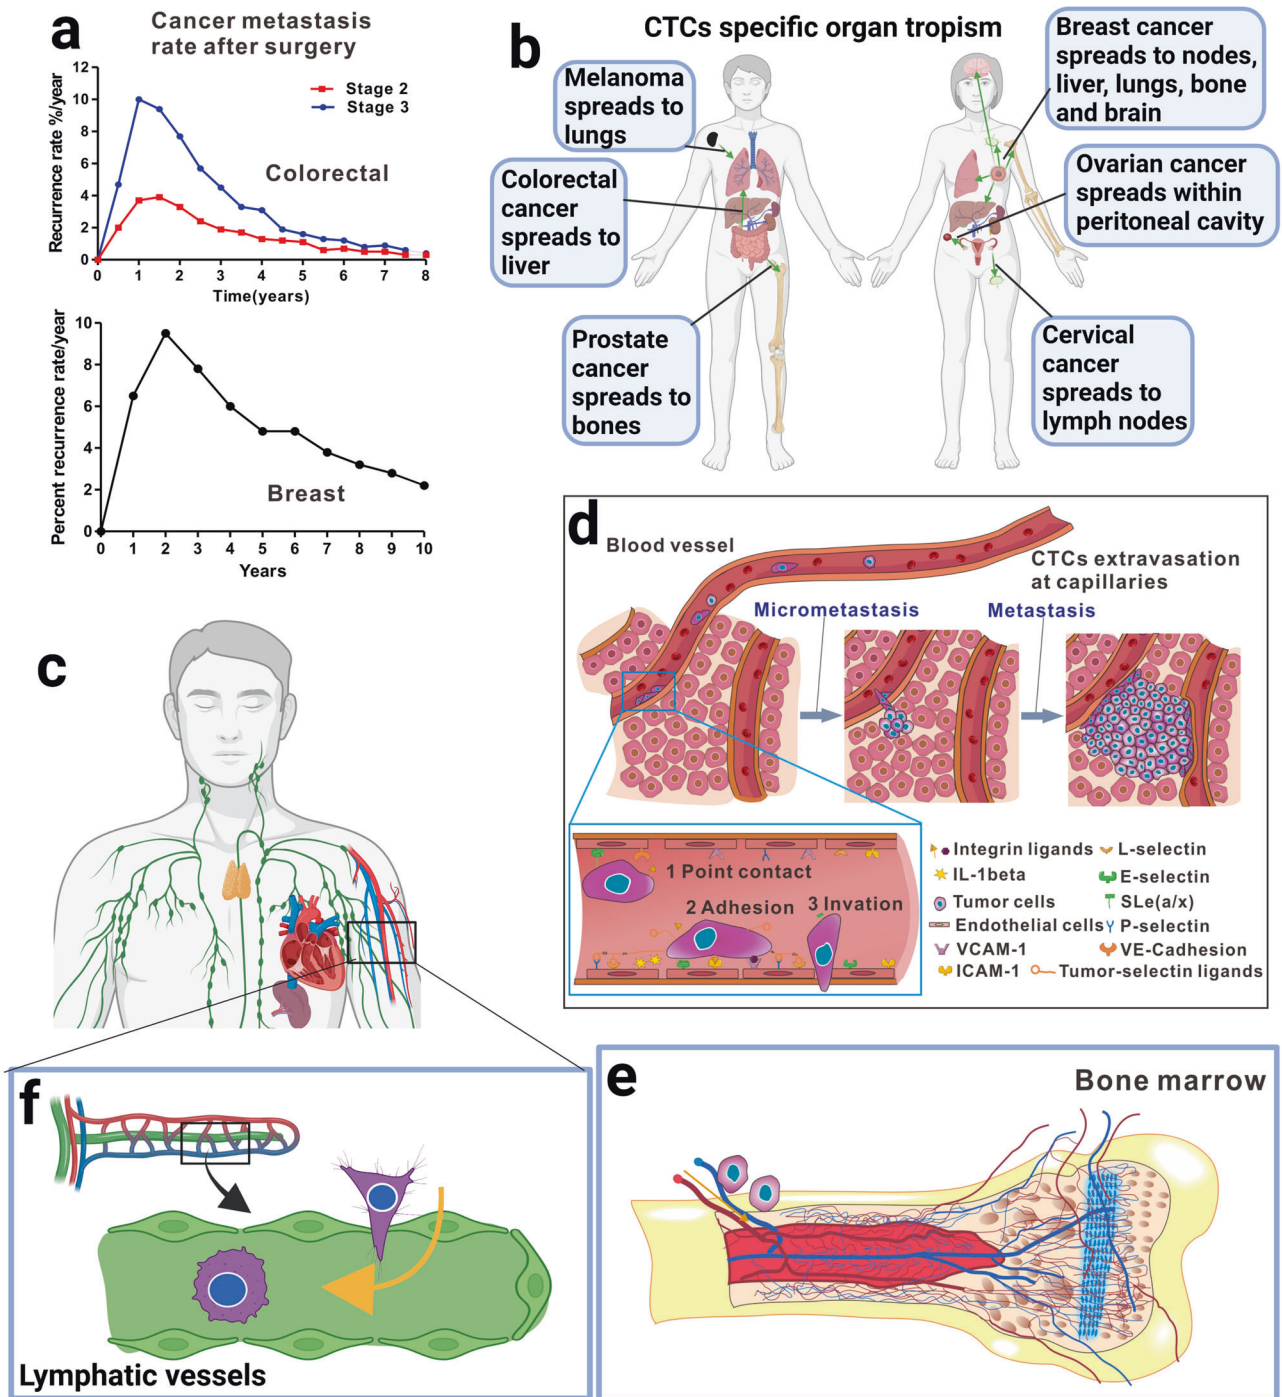 a
Cancer metastasis
rate after surgery
12
10
8
6
4
2
0
Recurrence rate %/year
Stage 2
Stage 3
Colorectal
0 1 2 3 4 5 6 7 8
Time(years)
10
8
6
4
2
0
Percent recurrence rate/year
Breast
0 1 2 3 4 5 6 7 8 9 10
Years
b
CTCs specific organ tropism
Melanoma
spreads to
lungs
Colorectal
cancer
spreads to
liver
Prostate
cancer
spreads to
bones
Breast cancer
spreads to nodes,
liver, lungs, bone
and brain
Ovarian cancer
spreads within
peritoneal cavity
Cervical
cancer
spreads to
lymph nodes
c
d
Blood vessel
CTCs extravasation
at capillaries
Micrometastasis
Metastasis
1 Point contact
2 Adhesion
3 Invation
Integrin ligands
L-selectin
IL-1beta
E-selectin
Tumor cells
SLe(a/x)
Endothelial cells
P-selectin
VCAM-1
VE-Cadhesion
ICAM-1
Tumor-selectin ligands
f
Lymphatic vessels
e
Bone marrow